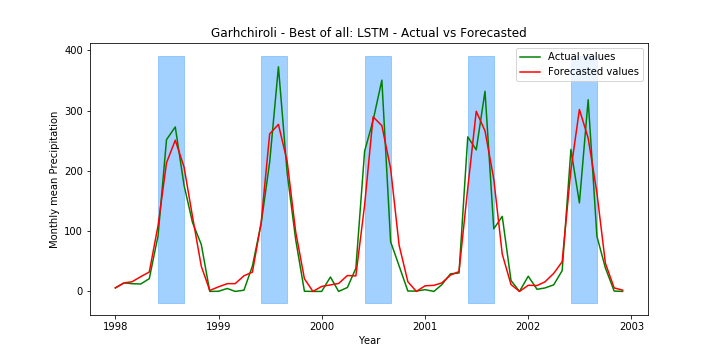 Garhchiroli - Best of all: LSTM - Actual vs Forecasted
Actual values
Forecasted values
Monthly mean Precipitation
400
300
200
100
0
1998
1999
2000
2001
2002
2003
Year